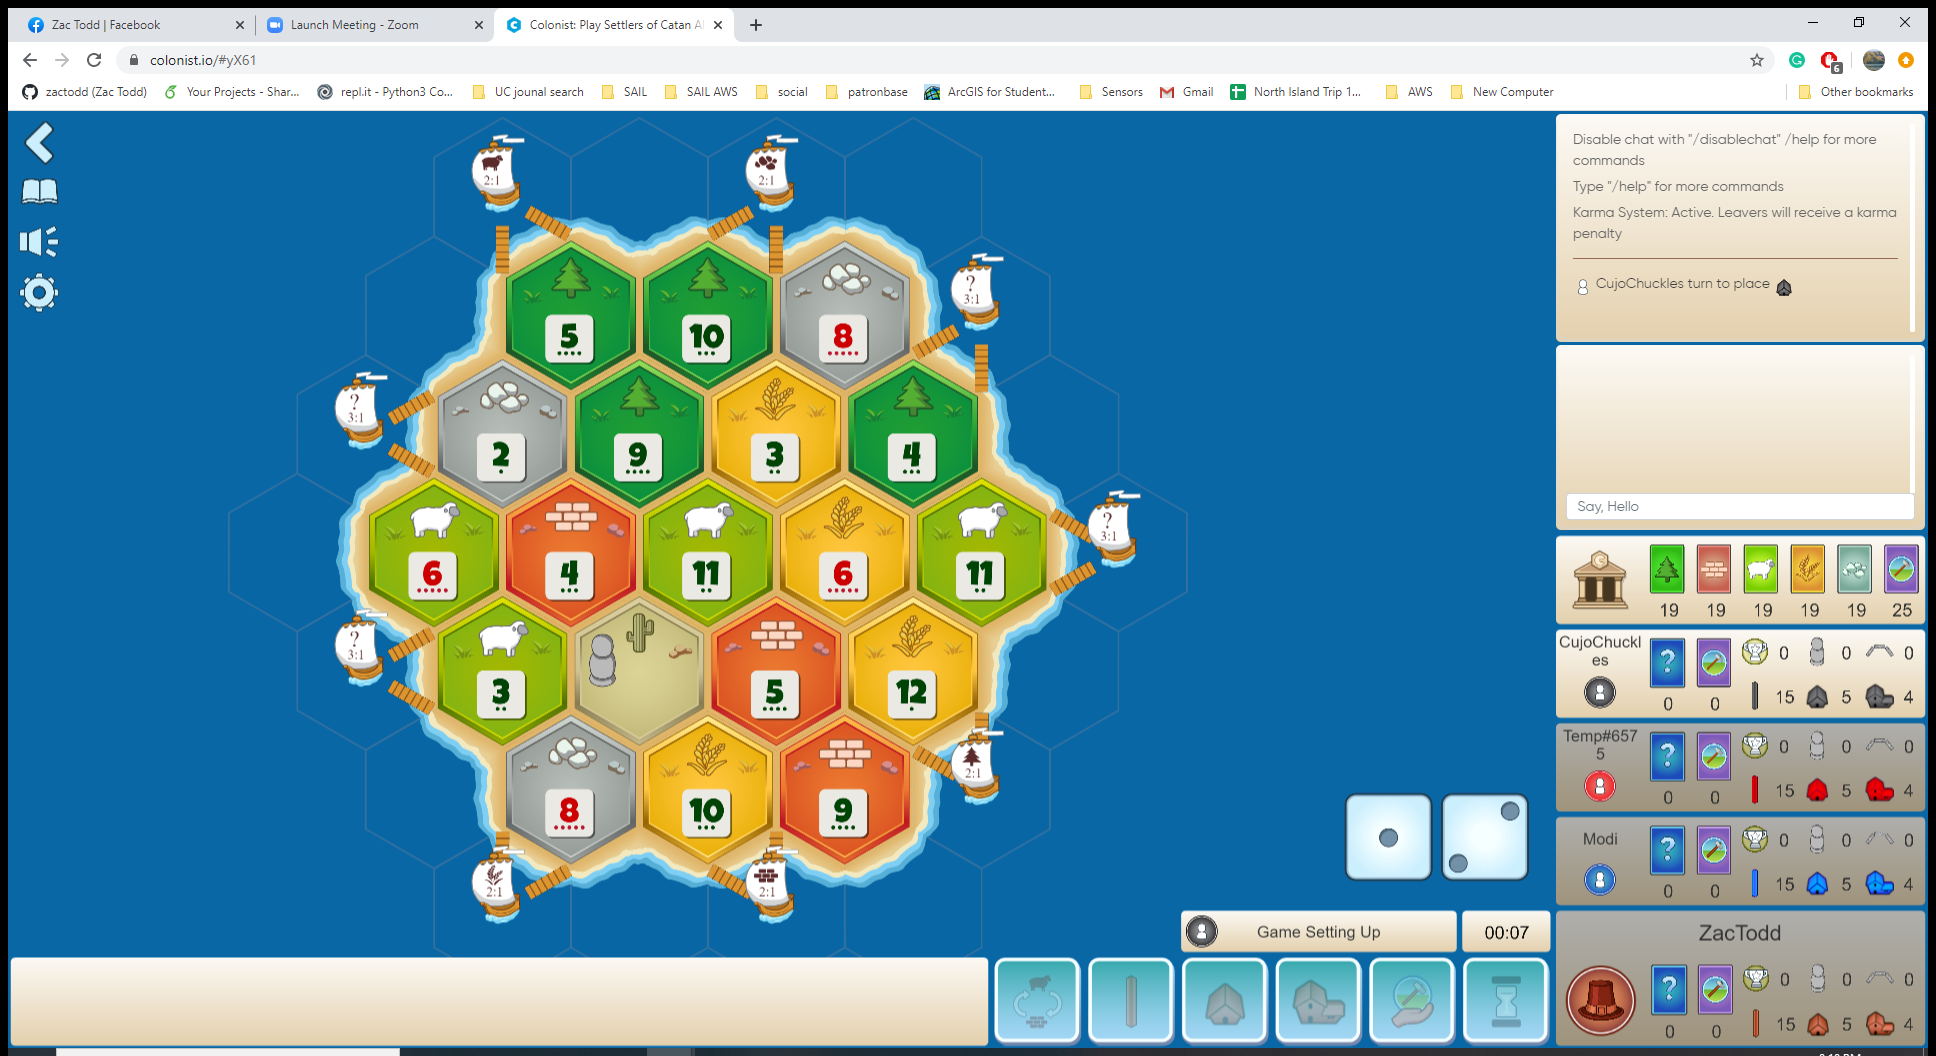 Zac Todd | Facebook
Launch Meeting - Zoom
Colonist: Play Settlers of Catan Al
colonist.io/#yX61
6
zactodd (Zac Todd)
Your Projects - Shar...
repl.it - Python3 Co...
UC jounal search
SAIL
SAIL AWS
social
patronbase
ArcGIS for Student...
Sensors
Gmail
North Island Trip 1...
AWS
New Computer
Other bookmarks
Disable chat with "/disablechat" /help for more
commands
Type "/help" for more commands
Karma System: Active. Leavers will receive a karma
penalty
CujoChuckles turn to place
2:1
2:1
?
3:1
5
10
8
?
3:1
2
9
3
4
?
3:1
6
4
11
6
11
?
3:1
3
5
12
2:1
8
10
9
2:1
2:1
Say, Hello
19 19 19 19 19 25
CujoChuckl
es
? 0 0 0
0 0 15 5 4
Temp#657
5
? 0 0 0
0 0 15 5 4
Modi
? 0 0 0
0 0 15 5 4
Game Setting Up
00:07
ZacTodd
? 0 0 0
0 0 15 5 4